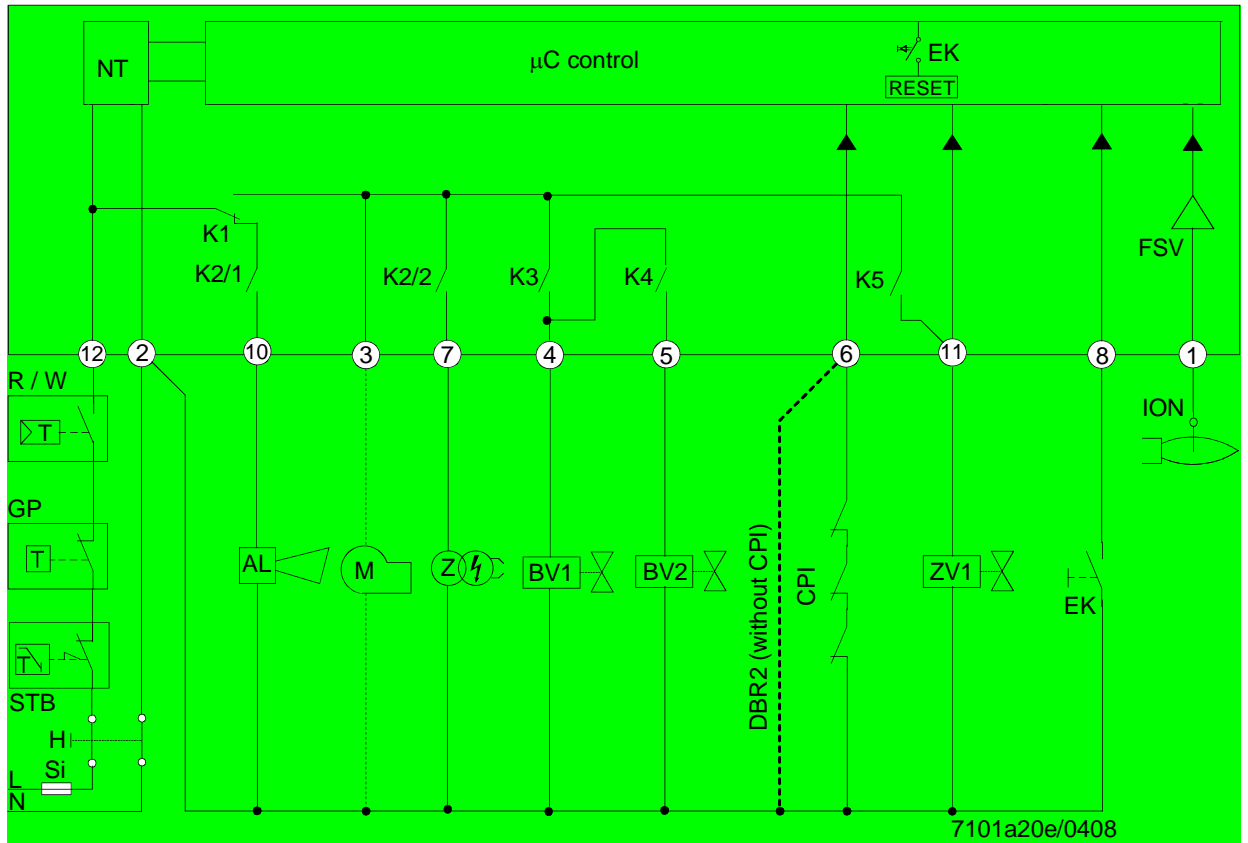 NT
μC control
EK
RESET
FSV
K1
K2/1
K2/2
K3
K4
K5
12
2
10
3
7
4
5
6
11
8
1
R / W
T
GP
T
STB
T
H
Si
L
N
AL
M
Z
BV1
BV2
DBR2 (without CPI)
CPI
ZV1
EK
ION
7101a20e/0408